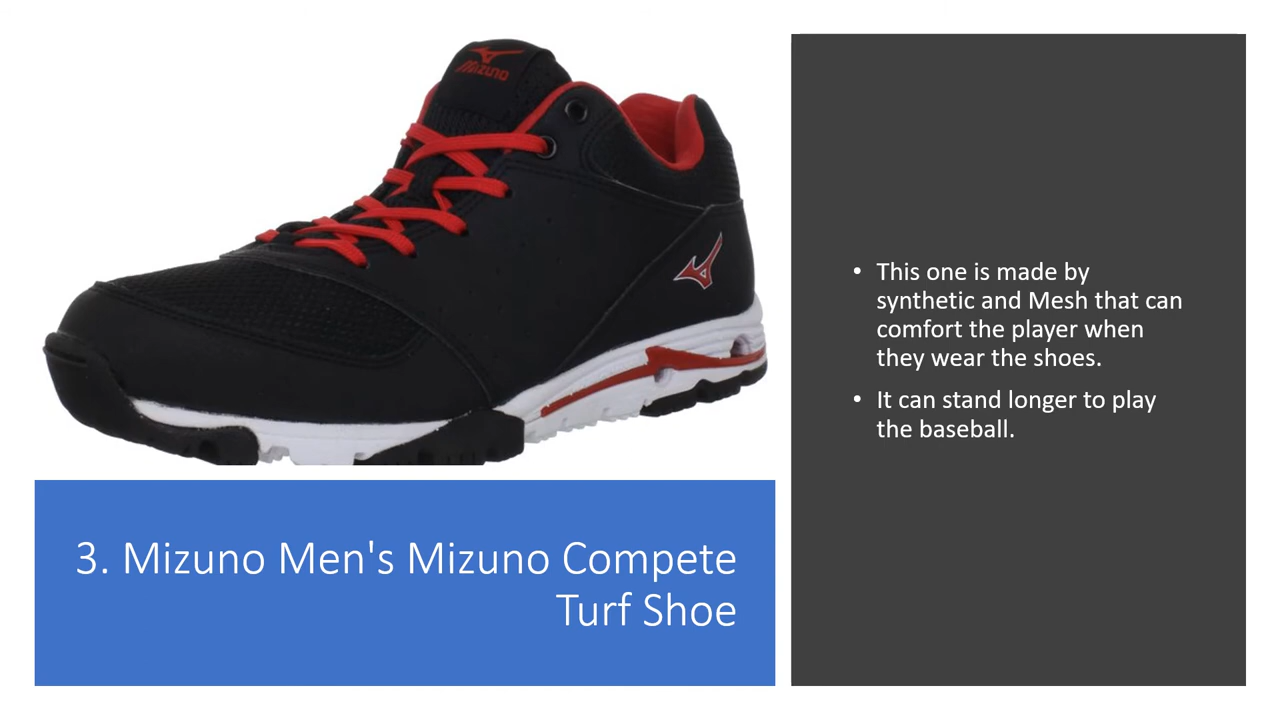 Mizuno
3. Mizuno Men's Mizuno Compete
Turf Shoe
• This one is made by
synthetic and Mesh that can
comfort the player when
they wear the shoes.
• It can stand longer to play
the baseball.